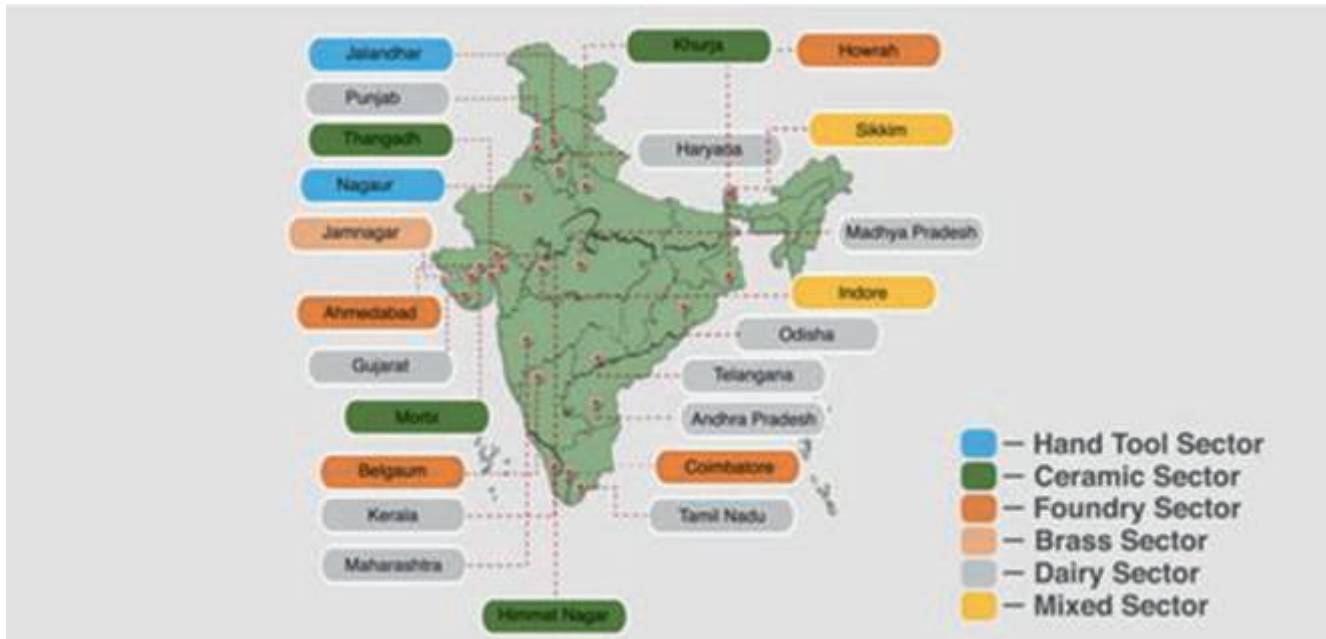 Jalandhar
Khurja
Howrah
Punjab
Thangadh
Sikkim
Haryana
Nagaur
Jamnagar
Madhya Pradesh
Indore
Ahmedabad
Odisha
Gujarat
Telangana
Morbi
Andhra Pradesh
Belgaum
Coimbatore
Kerala
Tamil Nadu
Maharashtra
Himmat Nagar
– Hand Tool Sector
– Ceramic Sector
– Foundry Sector
– Brass Sector
– Dairy Sector
– Mixed Sector